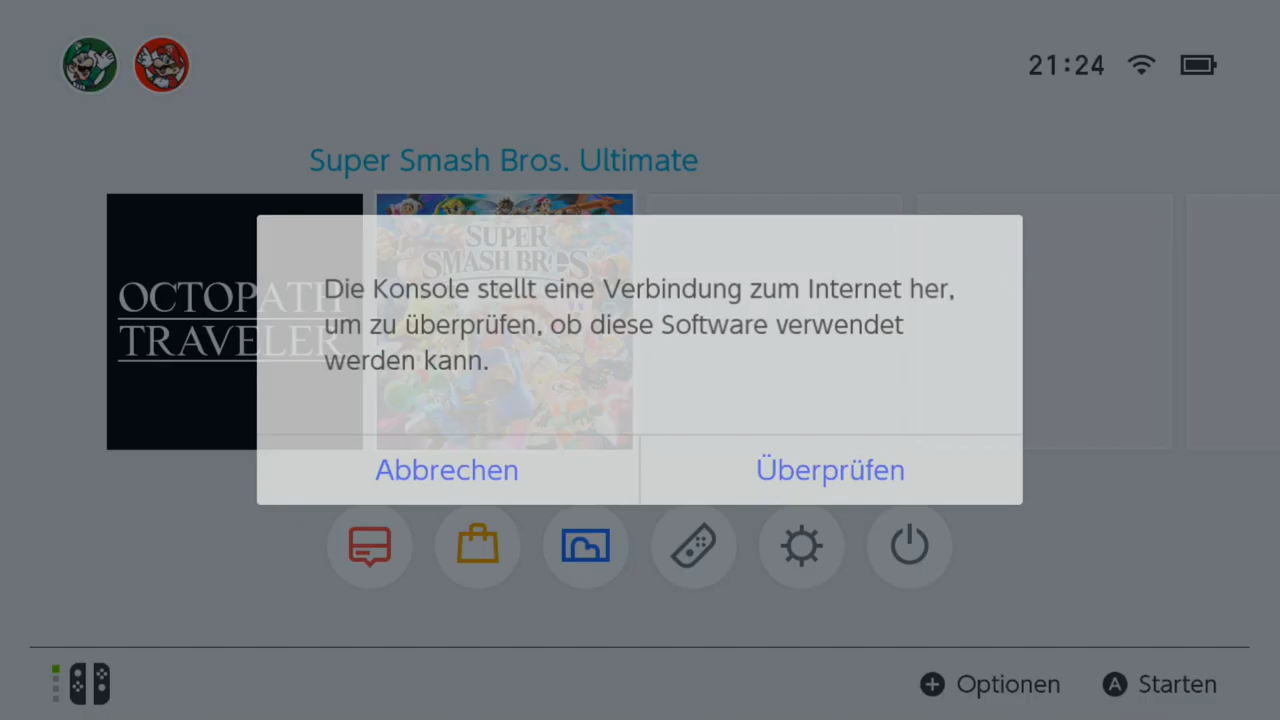 21:24
Super Smash Bros. Ultimate
OCTOPATH
TRAVELER
SUPER
SMASH BROS
Die Konsole stellt eine Verbindung zum Internet her,
um zu überprüfen, ob diese Software verwendet
werden kann.
Abbrechen
Überprüfen
Optionen
A Starten